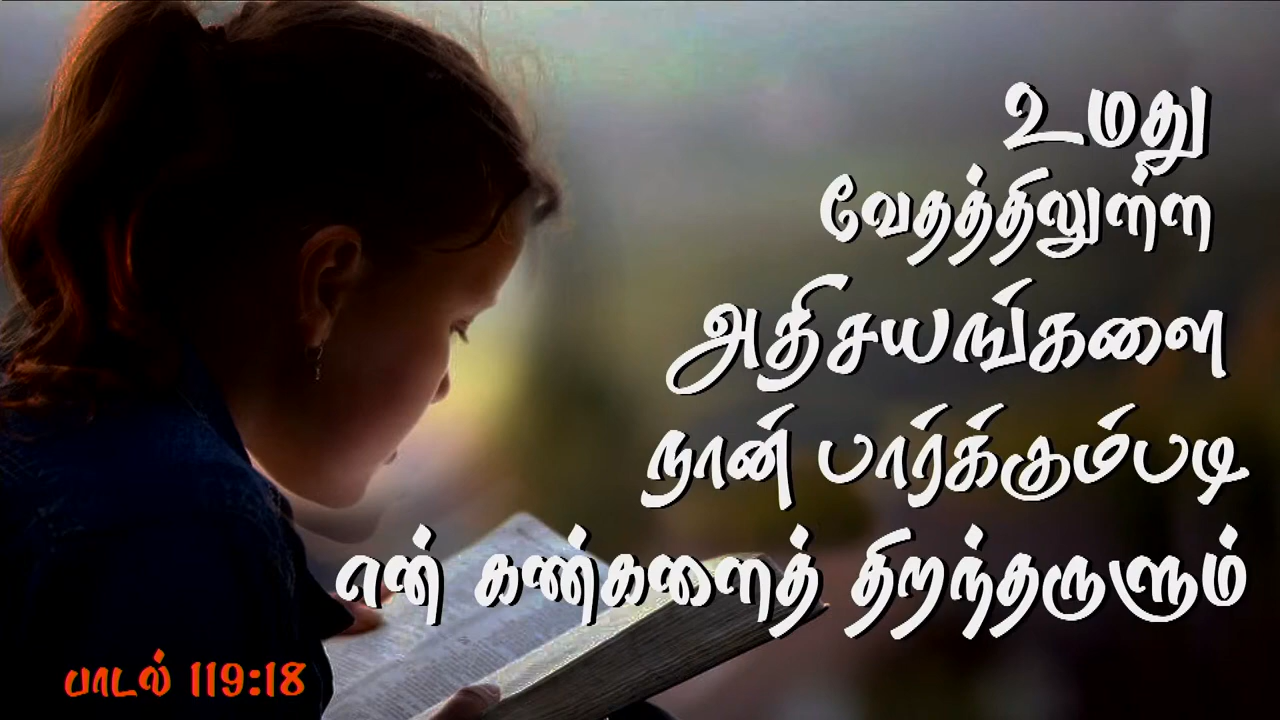 உமது
வேதத்திலுள்ள
அதிசயங்களை
நான் பார்க்கும்படி
என் கண்களைத் திறந்தருளும்
பாடல் 119:18